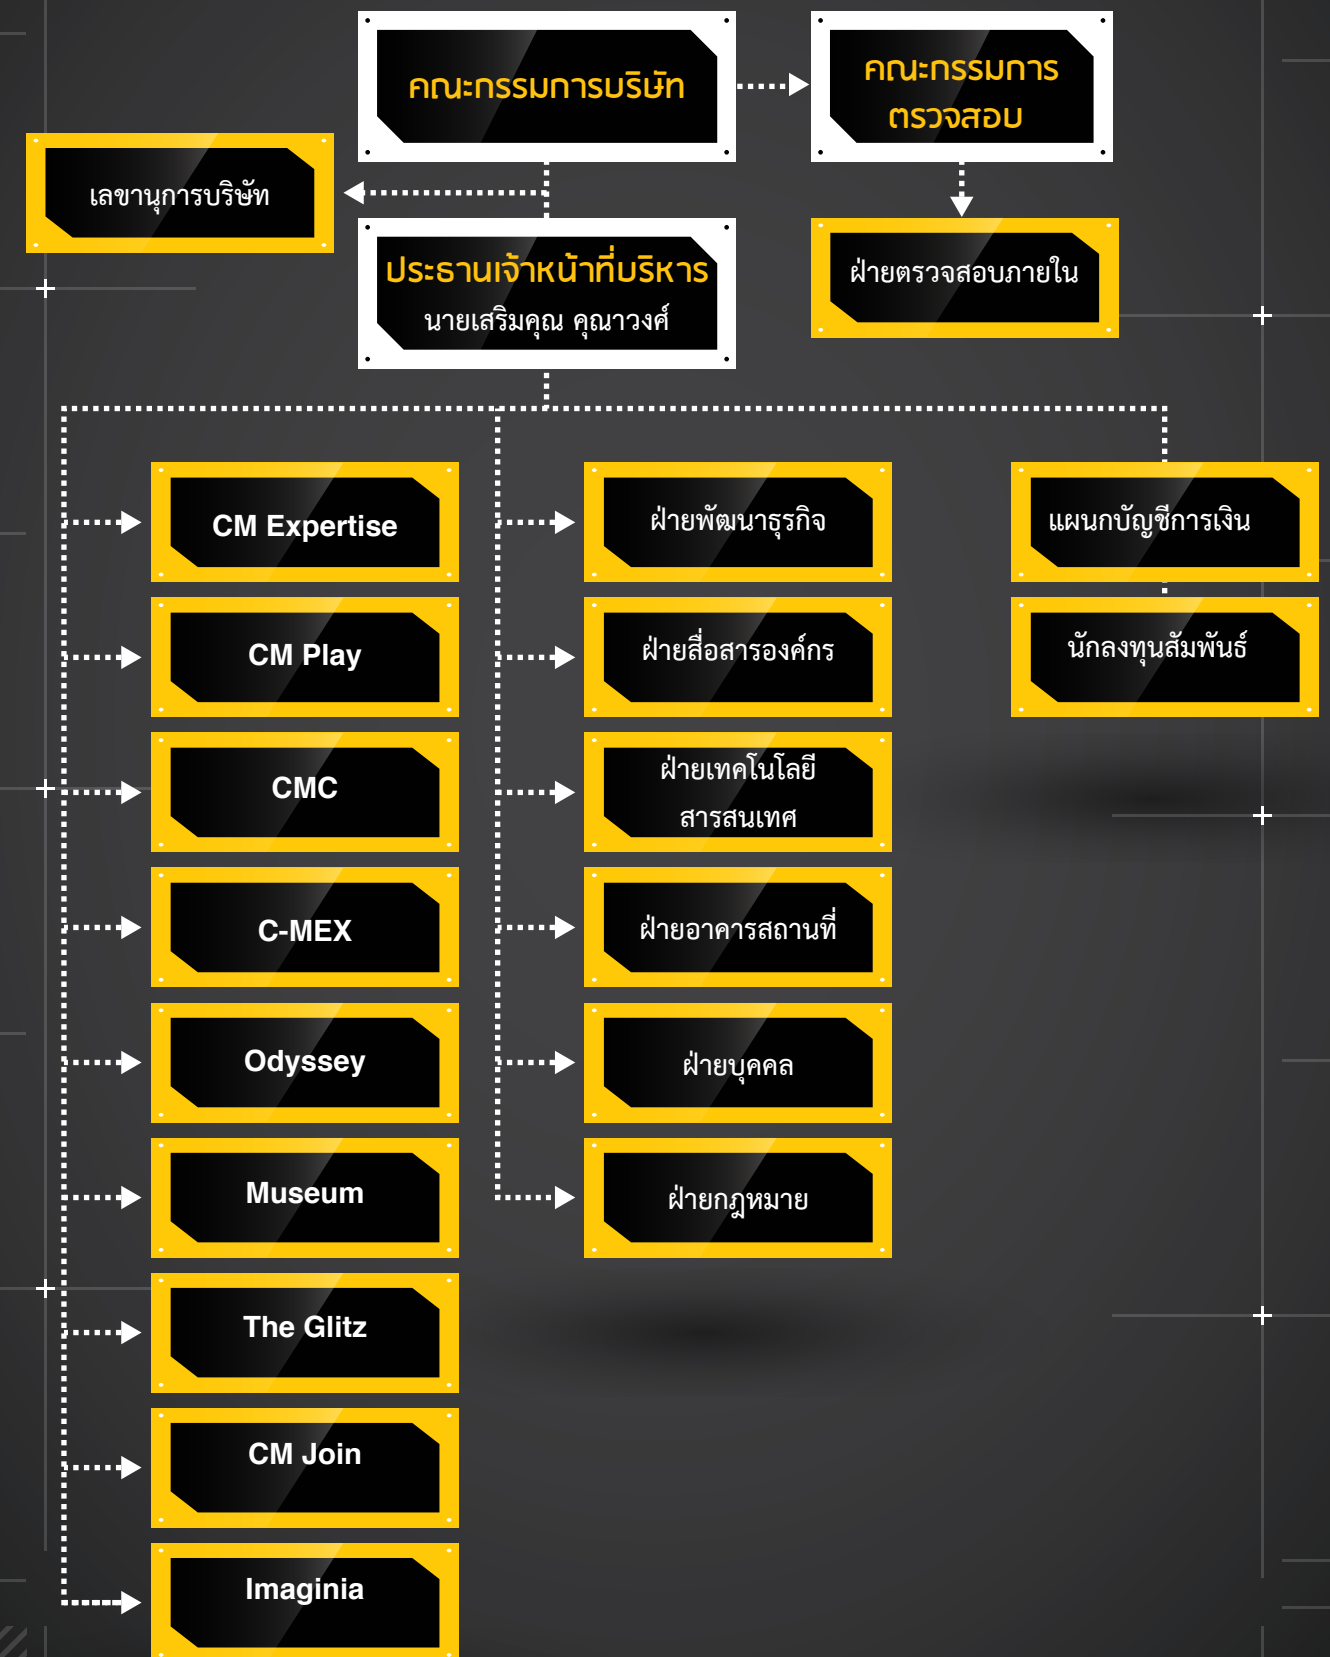 คณะกรรมการบริษัท
คณะกรรมการ
ตรวจสอบ
เลขานุการบริษัท
ประธานเจ้าหน้าที่บริหาร
นายเสริมคุณ คุณาวงศ์
ฝ่ายตรวจสอบภายใน
CM Expertise
CM Play
CMC
C-MEX
Odyssey
Museum
The Glitz
CM Join
Imaginia
ฝ่ายพัฒนาธุรกิจ
ฝ่ายสื่อสารองค์กร
ฝ่ายเทคโนโลยี
สารสนเทศ
ฝ่ายอาคารสถานที่
ฝ่ายบุคคล
ฝ่ายกฎหมาย
แผนกบัญชีการเงิน
นักลงทุนสัมพันธ์